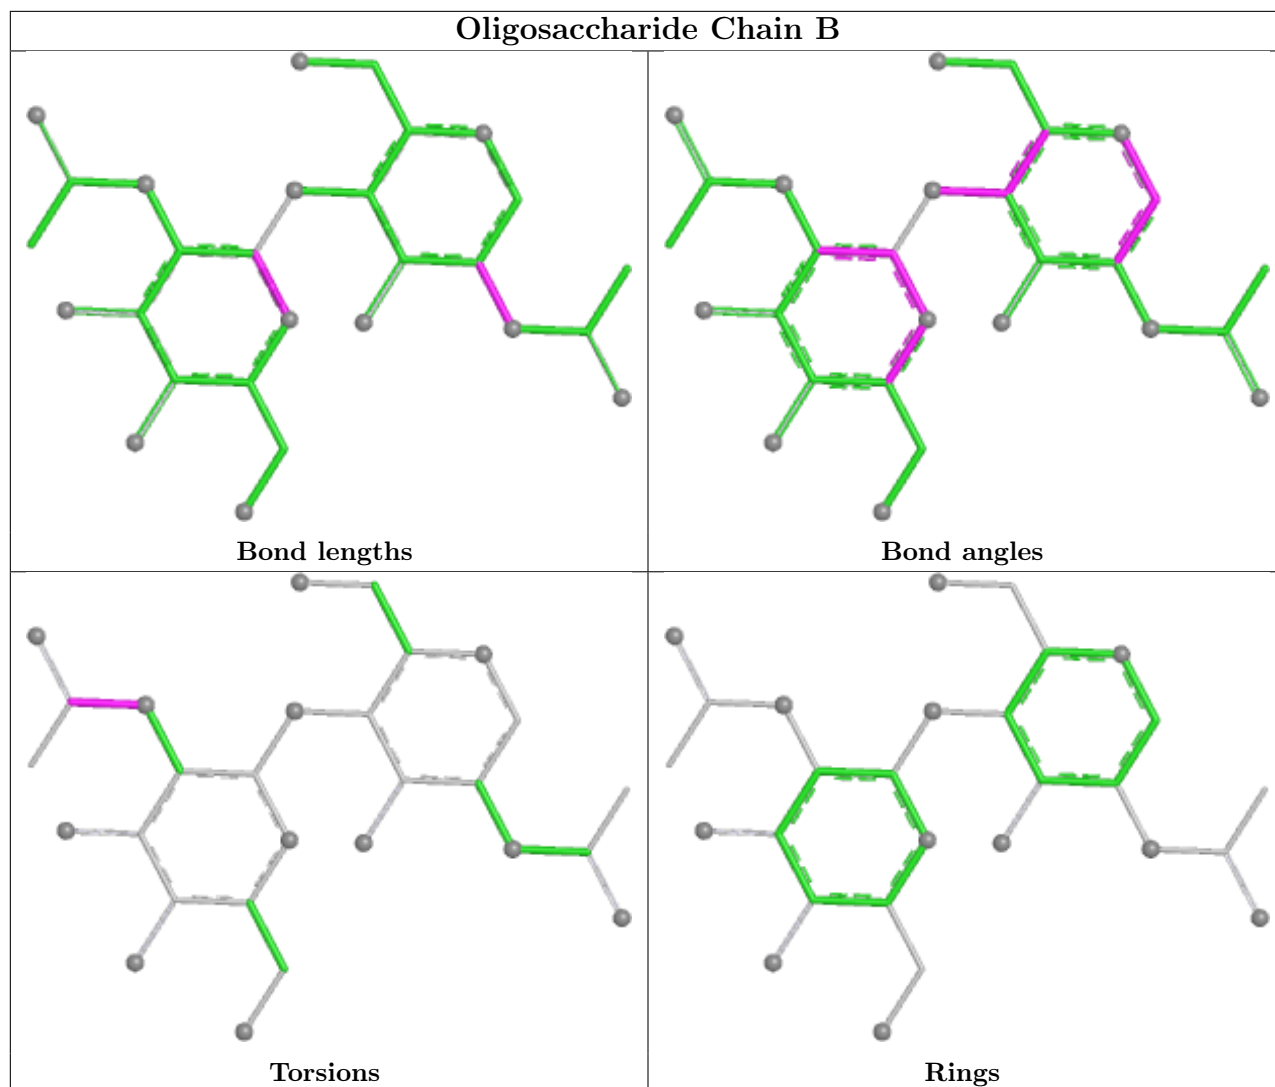 Oligosaccharide Chain B
Bond lengths
Bond angles
Torsions
Rings